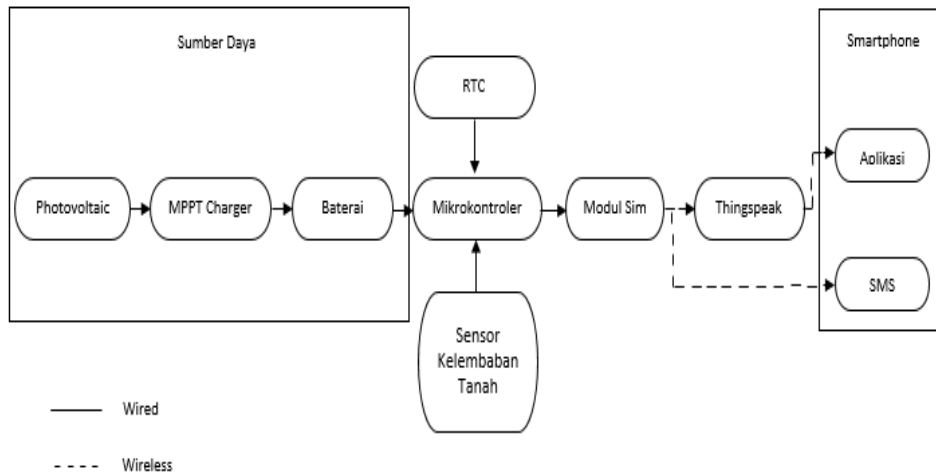 Sumber Daya
Smartphone
RTC
Aplikasi
Photovoltaic
MPPT Charger
Baterai
Mikrokontroler
Modul Sim
Thingspeak
SMS
Sensor
Kelembaban
Tanah
Wired
Wireless